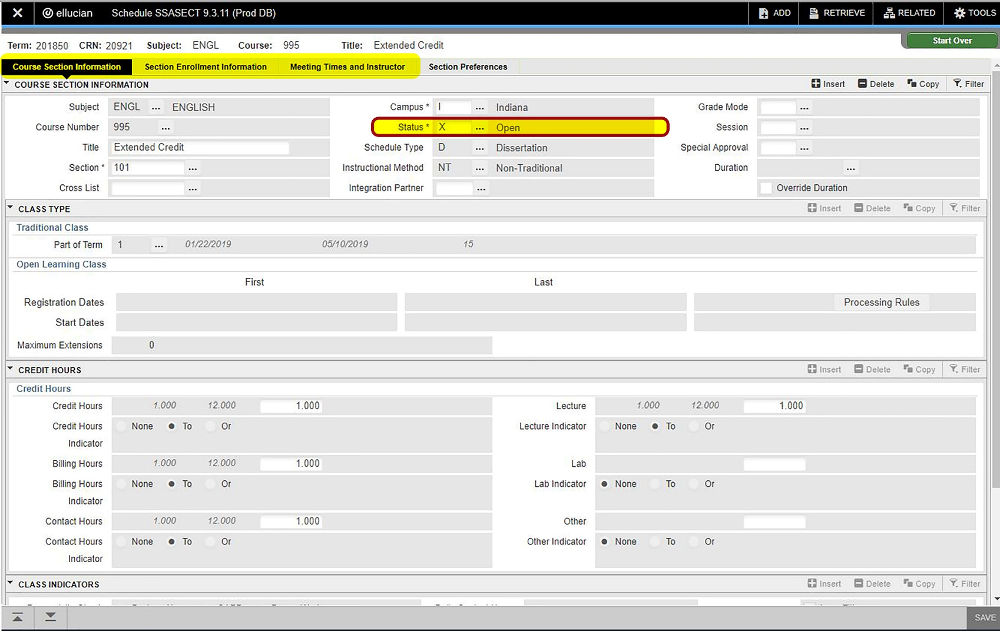 ✕ ellucian Schedule SSASECT 9.3.11 (Prod DB) ADD RETRIEVE RELATED TOOLS
Term: 201850 CRN: 20921 Subject: ENGL Course: 995 Title: Extended Credit Start Over
Course Section Information Section Enrollment Information Meeting Times and Instructor Section Preferences
COURSE SECTION INFORMATION Insert Delete Copy Filter
Subject ENGL ... ENGLISH Campus * I ... Indiana Grade Mode ...
Course Number 995 ... Status * X ... Open Session ...
Title Extended Credit Schedule Type D ... Dissertation Special Approval ...
Section * 101 ... Instructional Method NT ... Non-Traditional Duration ...
Cross List ... Integration Partner ... Override Duration
CLASS TYPE Insert Delete Copy Filter
Traditional Class
Part of Term 1 ... 01/22/2019 05/10/2019 15
Open Learning Class
First Last
Registration Dates Processing Rules
Start Dates
Maximum Extensions 0
CREDIT HOURS Insert Delete Copy Filter
Credit Hours
Credit Hours 1.000 12.000 1.000 Lecture 1.000 12.000 1.000
Credit Hours None To Or Lecture Indicator None To Or
Indicator
Billing Hours 1.000 12.000 1.000 Lab
Billing Hours None To Or Lab Indicator None To Or
Indicator
Contact Hours 1.000 12.000 1.000 Other
Contact Hours None To Or Other Indicator None To Or
Indicator
CLASS INDICATORS Insert Delete Copy Filter
SAVE